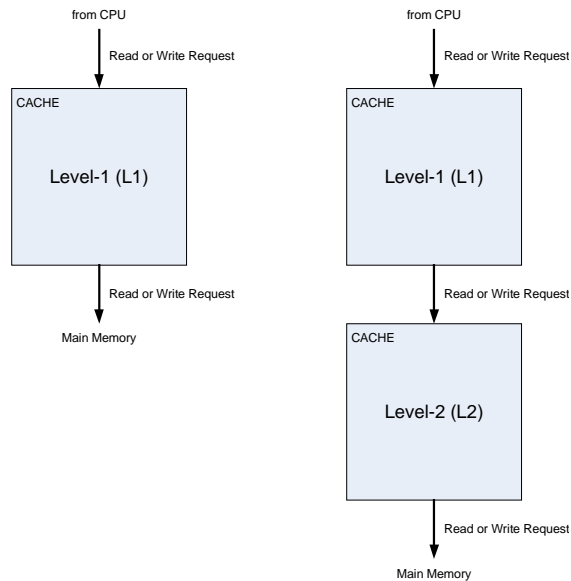 from CPU
Read or Write Request
CACHE
Level-1 (L1)
Read or Write Request
Main Memory
from CPU
Read or Write Request
CACHE
Level-1 (L1)
Read or Write Request
CACHE
Level-2 (L2)
Read or Write Request
Main Memory